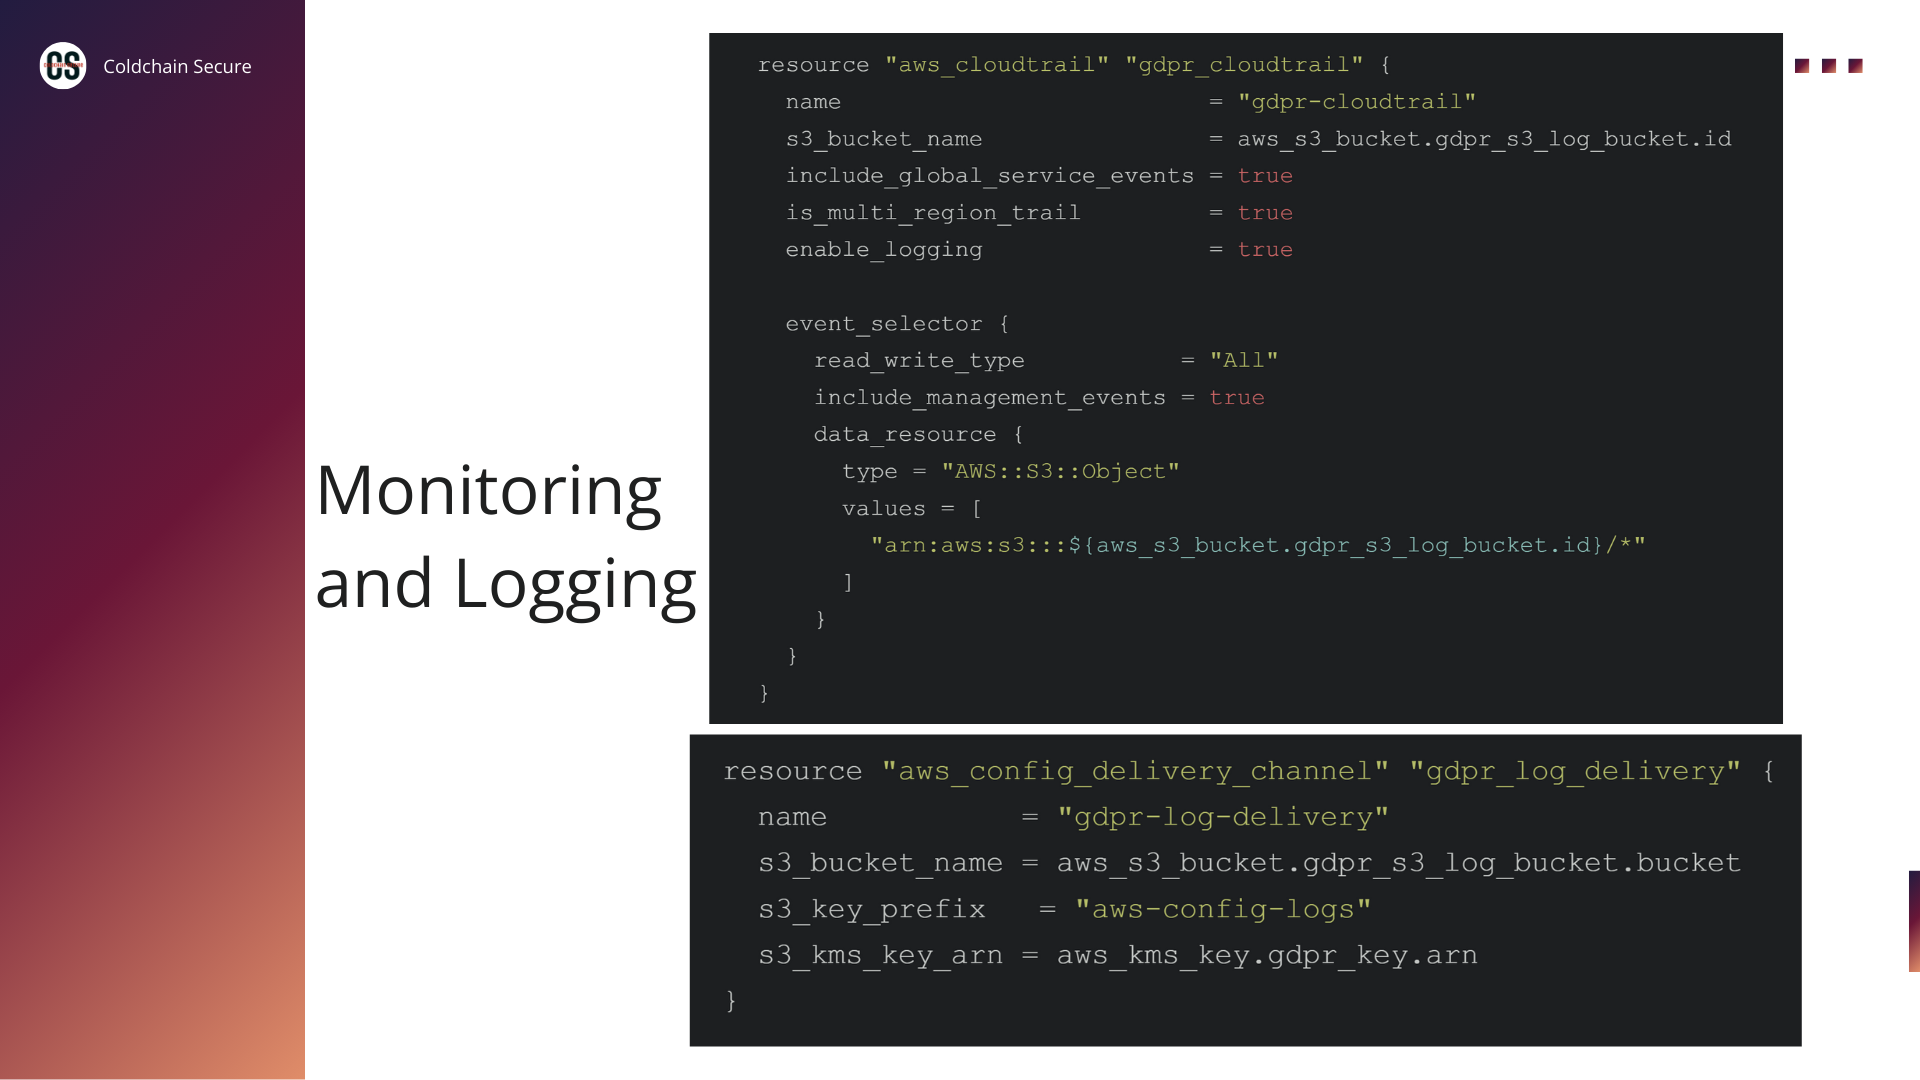 Coldchain Secure
Monitoring
and Logging
resource "aws_cloudtrail" "gdpr_cloudtrail" {
  name                          = "gdpr-cloudtrail"
  s3_bucket_name                = aws_s3_bucket.gdpr_s3_log_bucket.id
  include_global_service_events = true
  is_multi_region_trail         = true
  enable_logging                = true

  event_selector {
    read_write_type           = "All"
    include_management_events = true
    data_resource {
      type = "AWS::S3::Object"
      values = [
        "arn:aws:s3:::${aws_s3_bucket.gdpr_s3_log_bucket.id}/*"
      ]
    }
  }
}
resource "aws_config_delivery_channel" "gdpr_log_delivery" {
  name           = "gdpr-log-delivery"
  s3_bucket_name = aws_s3_bucket.gdpr_s3_log_bucket.bucket
  s3_key_prefix   = "aws-config-logs"
  s3_kms_key_arn = aws_kms_key.gdpr_key.arn
}